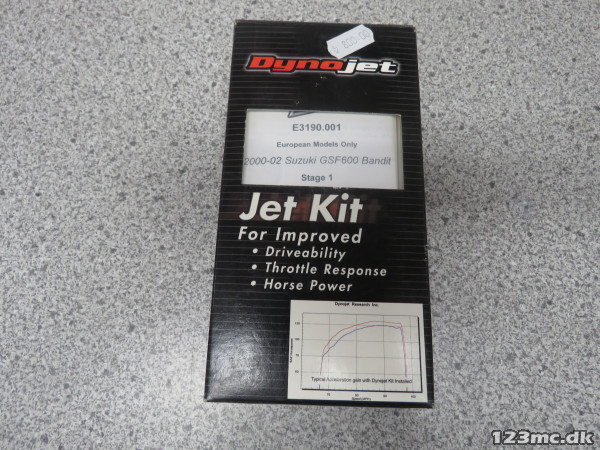 Dynojet
E3190.001
European Models Only
2000-02 Suzuki GSF600 Bandit
Stage 1
Jet Kit
For Improved
• Driveability
• Throttle Response
• Horse Power
Dynojet Research Inc.
Typical acceleration gain with Dynojet Kit Installed
123mc.dk